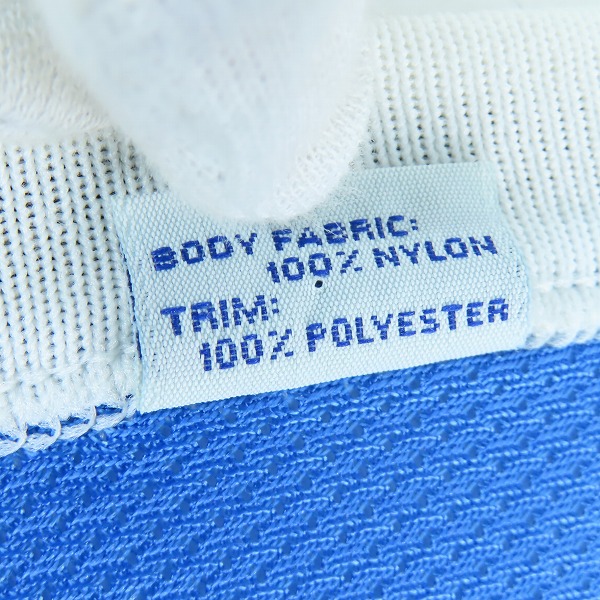 BODY FABRIC:
100% NYLON
TRIM:
100% POLYESTER